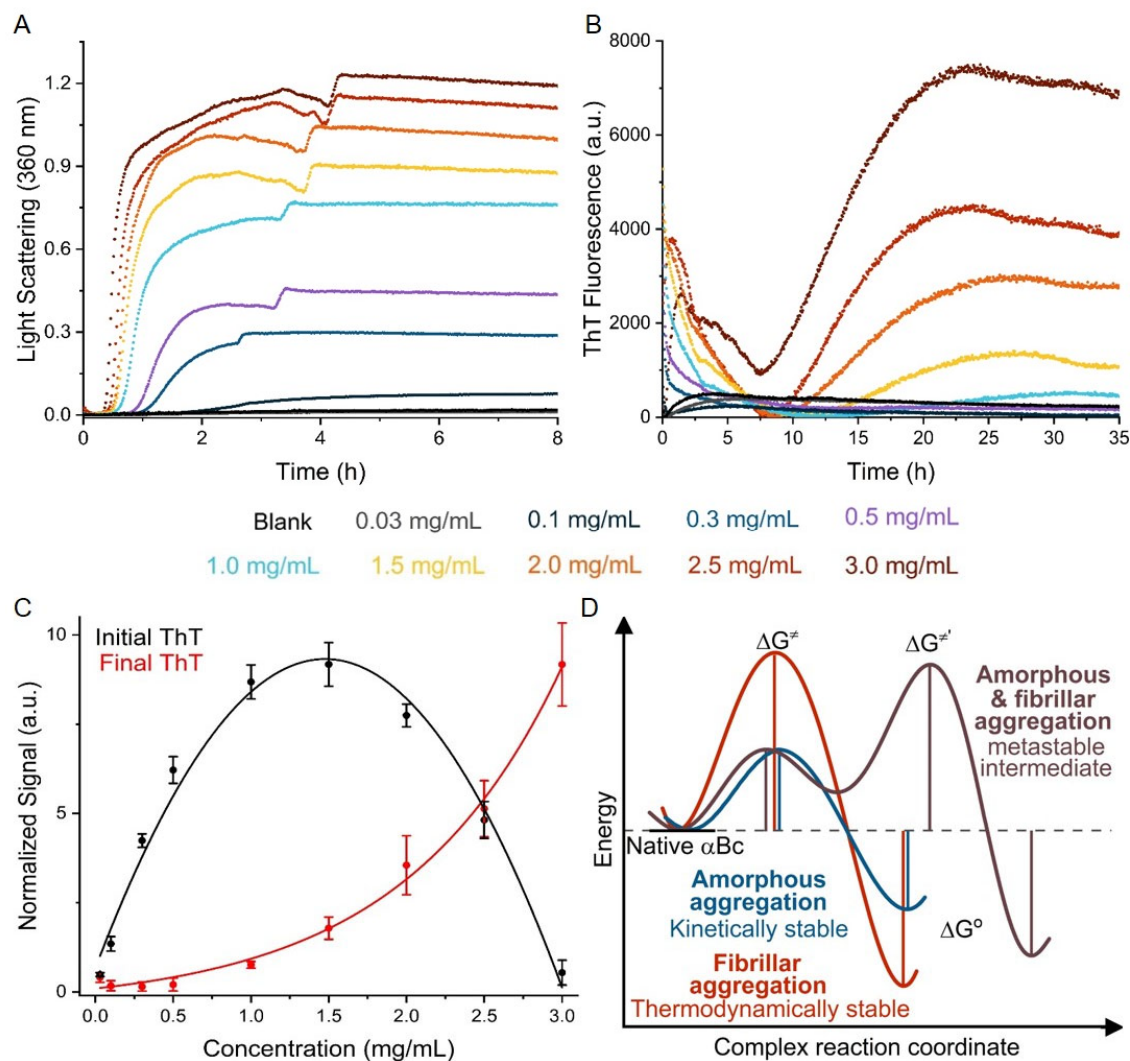 A
Light Scattering (360 nm)
1.2
0.9
0.6
0.3
0.0
0 2 4 6 8
Time (h)
B
ThT Fluorescence (a.u.)
8000
6000
4000
2000
0
0 5 10 15 20 25 30 35
Time (h)
Blank 0.03 mg/mL 0.1 mg/mL 0.3 mg/mL 0.5 mg/mL
1.0 mg/mL 1.5 mg/mL 2.0 mg/mL 2.5 mg/mL 3.0 mg/mL
C
Normalized Signal (a.u.)
10
5
0
Initial ThT
Final ThT
0.0 0.5 1.0 1.5 2.0 2.5 3.0
Concentration (mg/mL)
D
Energy
ΔG≠
ΔG≠'
Amorphous
& fibrillar
aggregation
metastable
intermediate
Native αBc
Amorphous
aggregation
Kinetically stable
ΔGº
Fibrillar
aggregation
Thermodynamically stable
Complex reaction coordinate